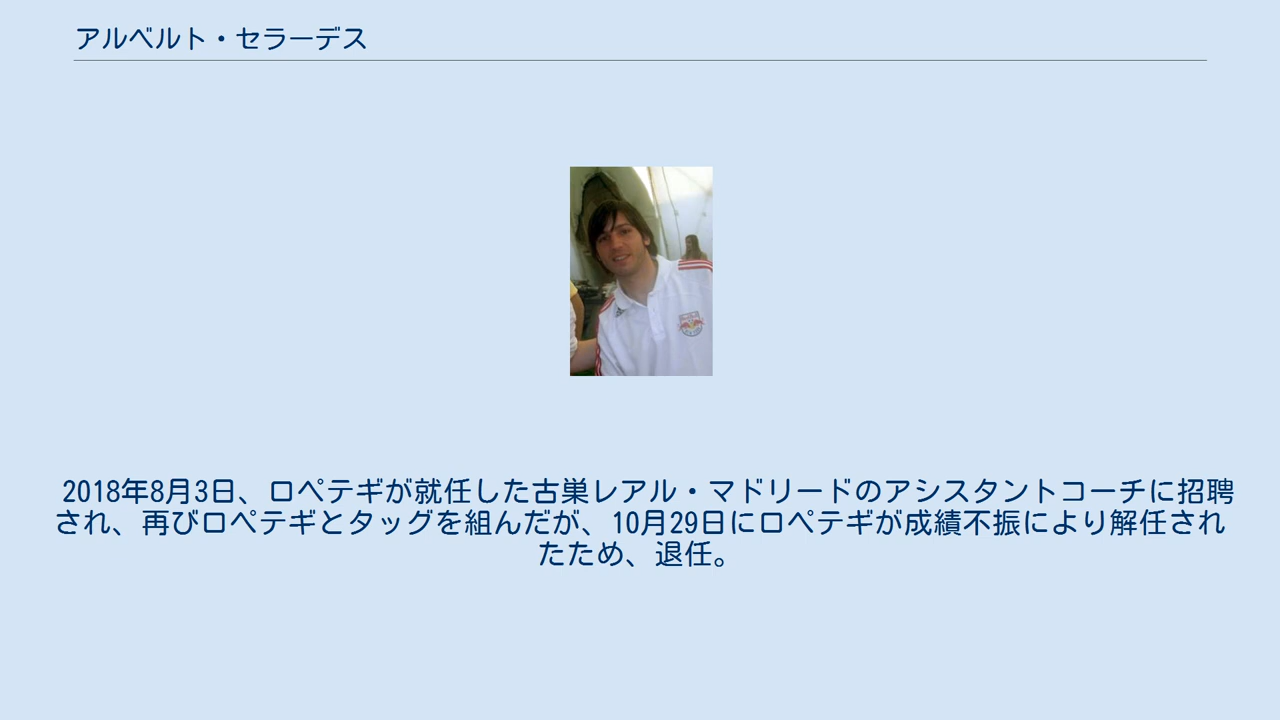 アルベルト・セラーデス
2018年8月3日、ロペテギが就任した古巣レアル・マドリードのアシスタントコーチに招聘
され、再びロペテギとタッグを組んだが、10月29日にロペテギが成績不振により解任され
たため、退任。